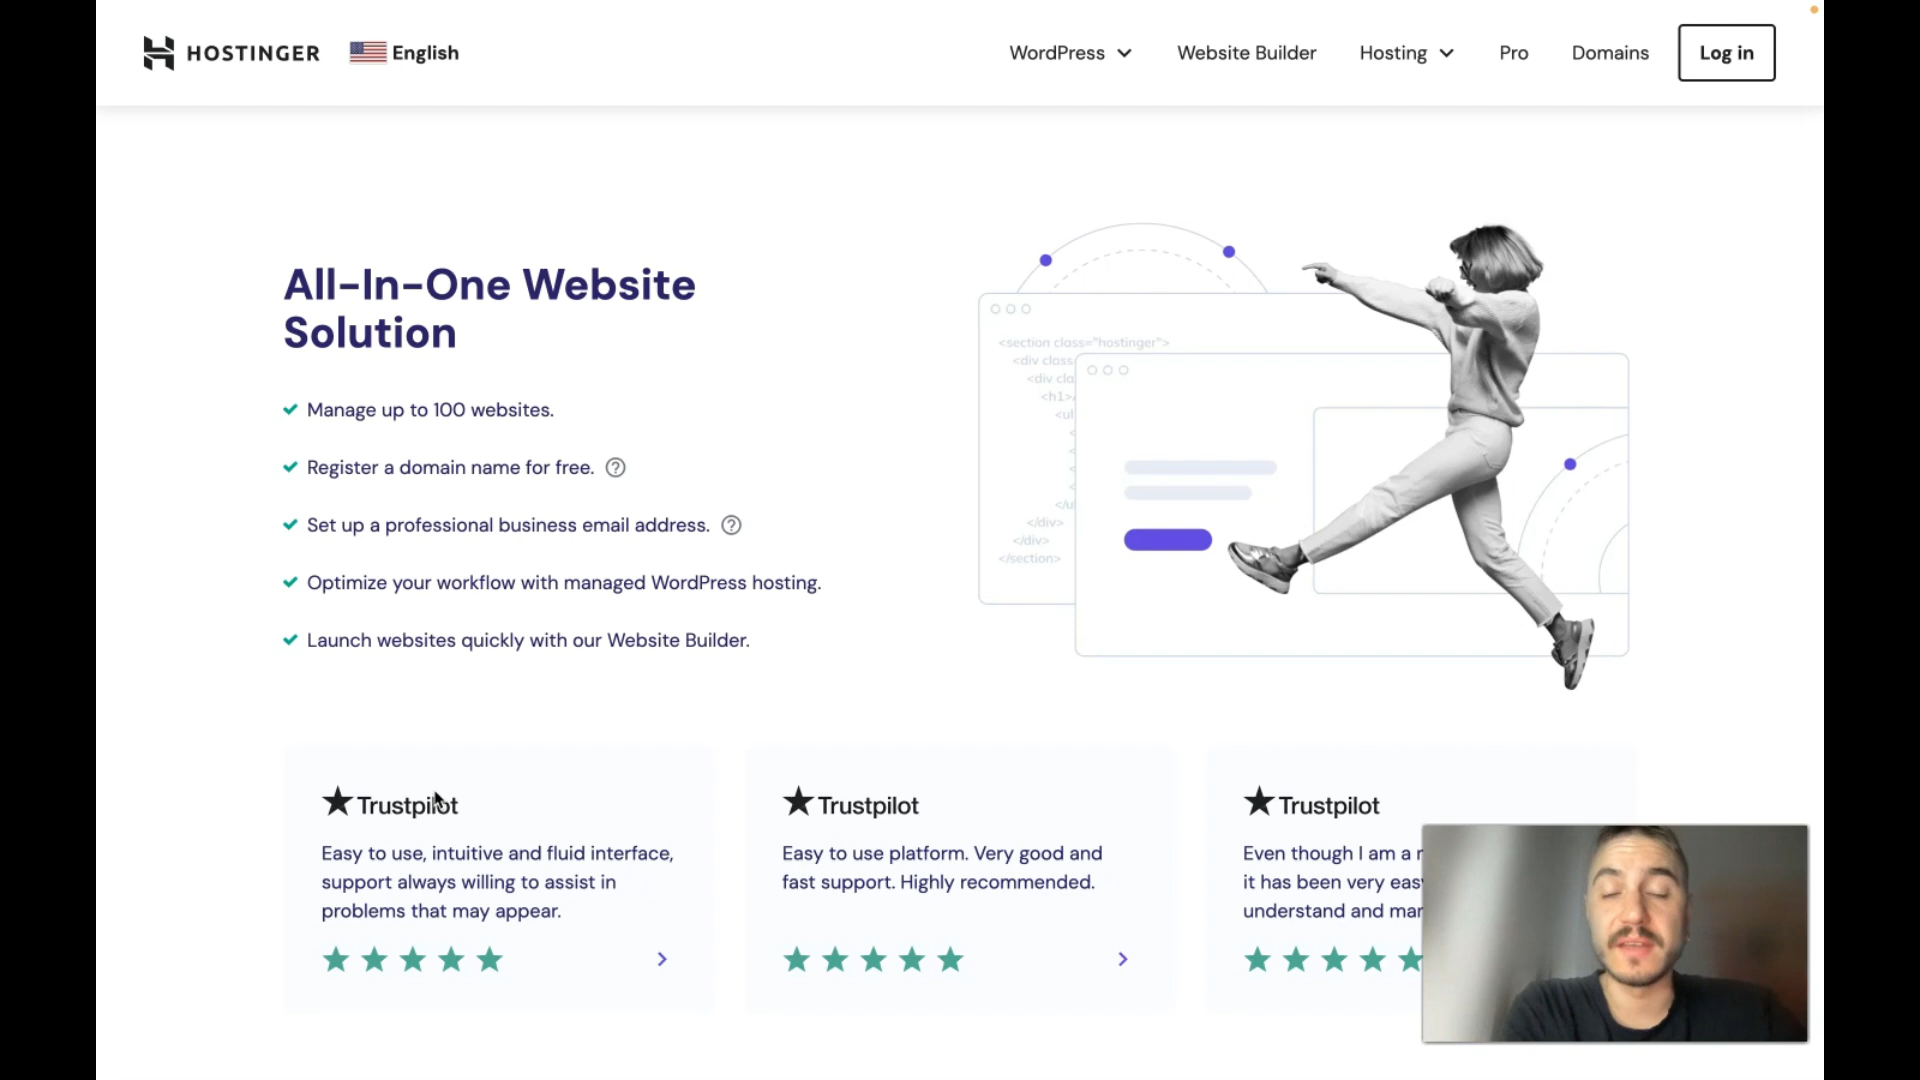 HOSTINGER
English
WordPress
Website Builder
Hosting
Pro
Domains
Log in
All-In-One Website
Solution
Manage up to 100 websites.
Register a domain name for free.
Set up a professional business email address.
Optimize your workflow with managed WordPress hosting.
Launch websites quickly with our Website Builder.
<section class="hostinger">
<div class
<div cla
<h1>
<ul
</ul
</div>
</div>
</section>
Trustpilot
Easy to use, intuitive and fluid interface,
support always willing to assist in
problems that may appear.
Trustpilot
Easy to use platform. Very good and
fast support. Highly recommended.
Trustpilot
Even though I am a
it has been very
understand and